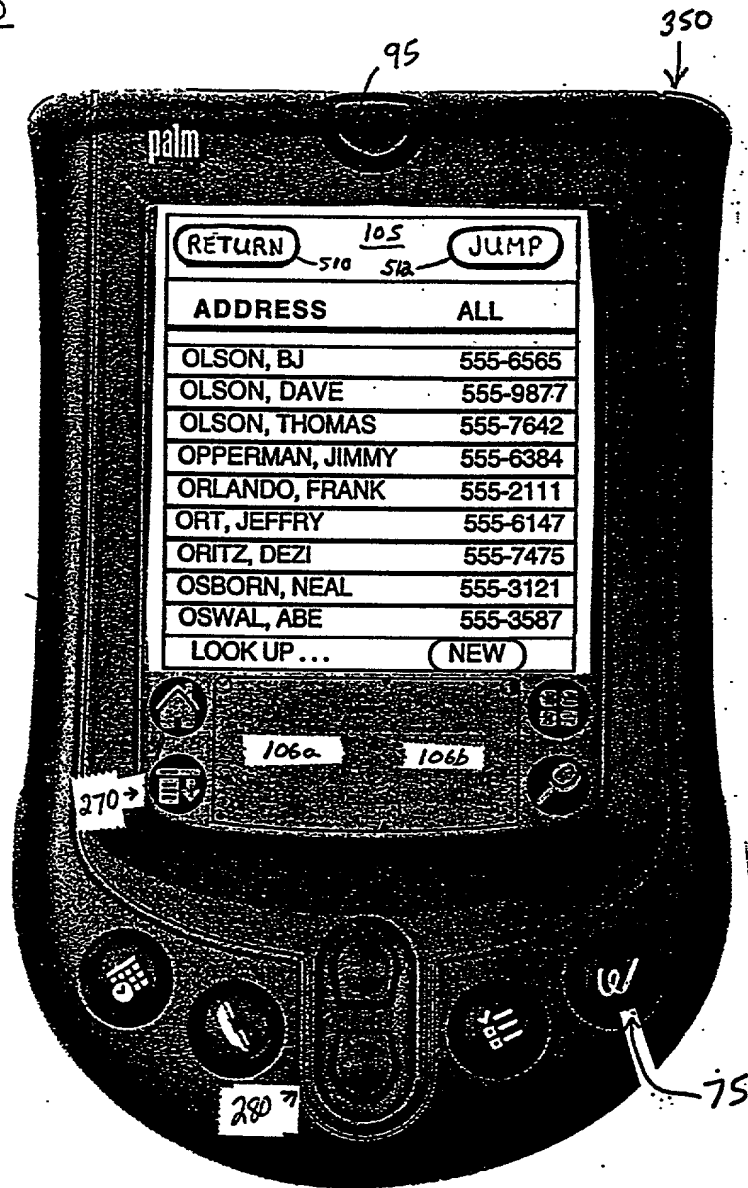 350
95
palm
RETURN 105 JUMP
510 512
ADDRESS ALL
OLSON, BJ 555-6565
OLSON, DAVE 555-9877
OLSON, THOMAS 555-7642
OPPERMAN, JIMMY 555-6384
ORLANDO, FRANK 555-2111
ORT, JEFFRY 555-6147
ORITZ, DEZI 555-7475
OSBORN, NEAL 555-3121
OSWAL, ABE 555-3587
LOOK UP... NEW
106a 106b
270
280
75